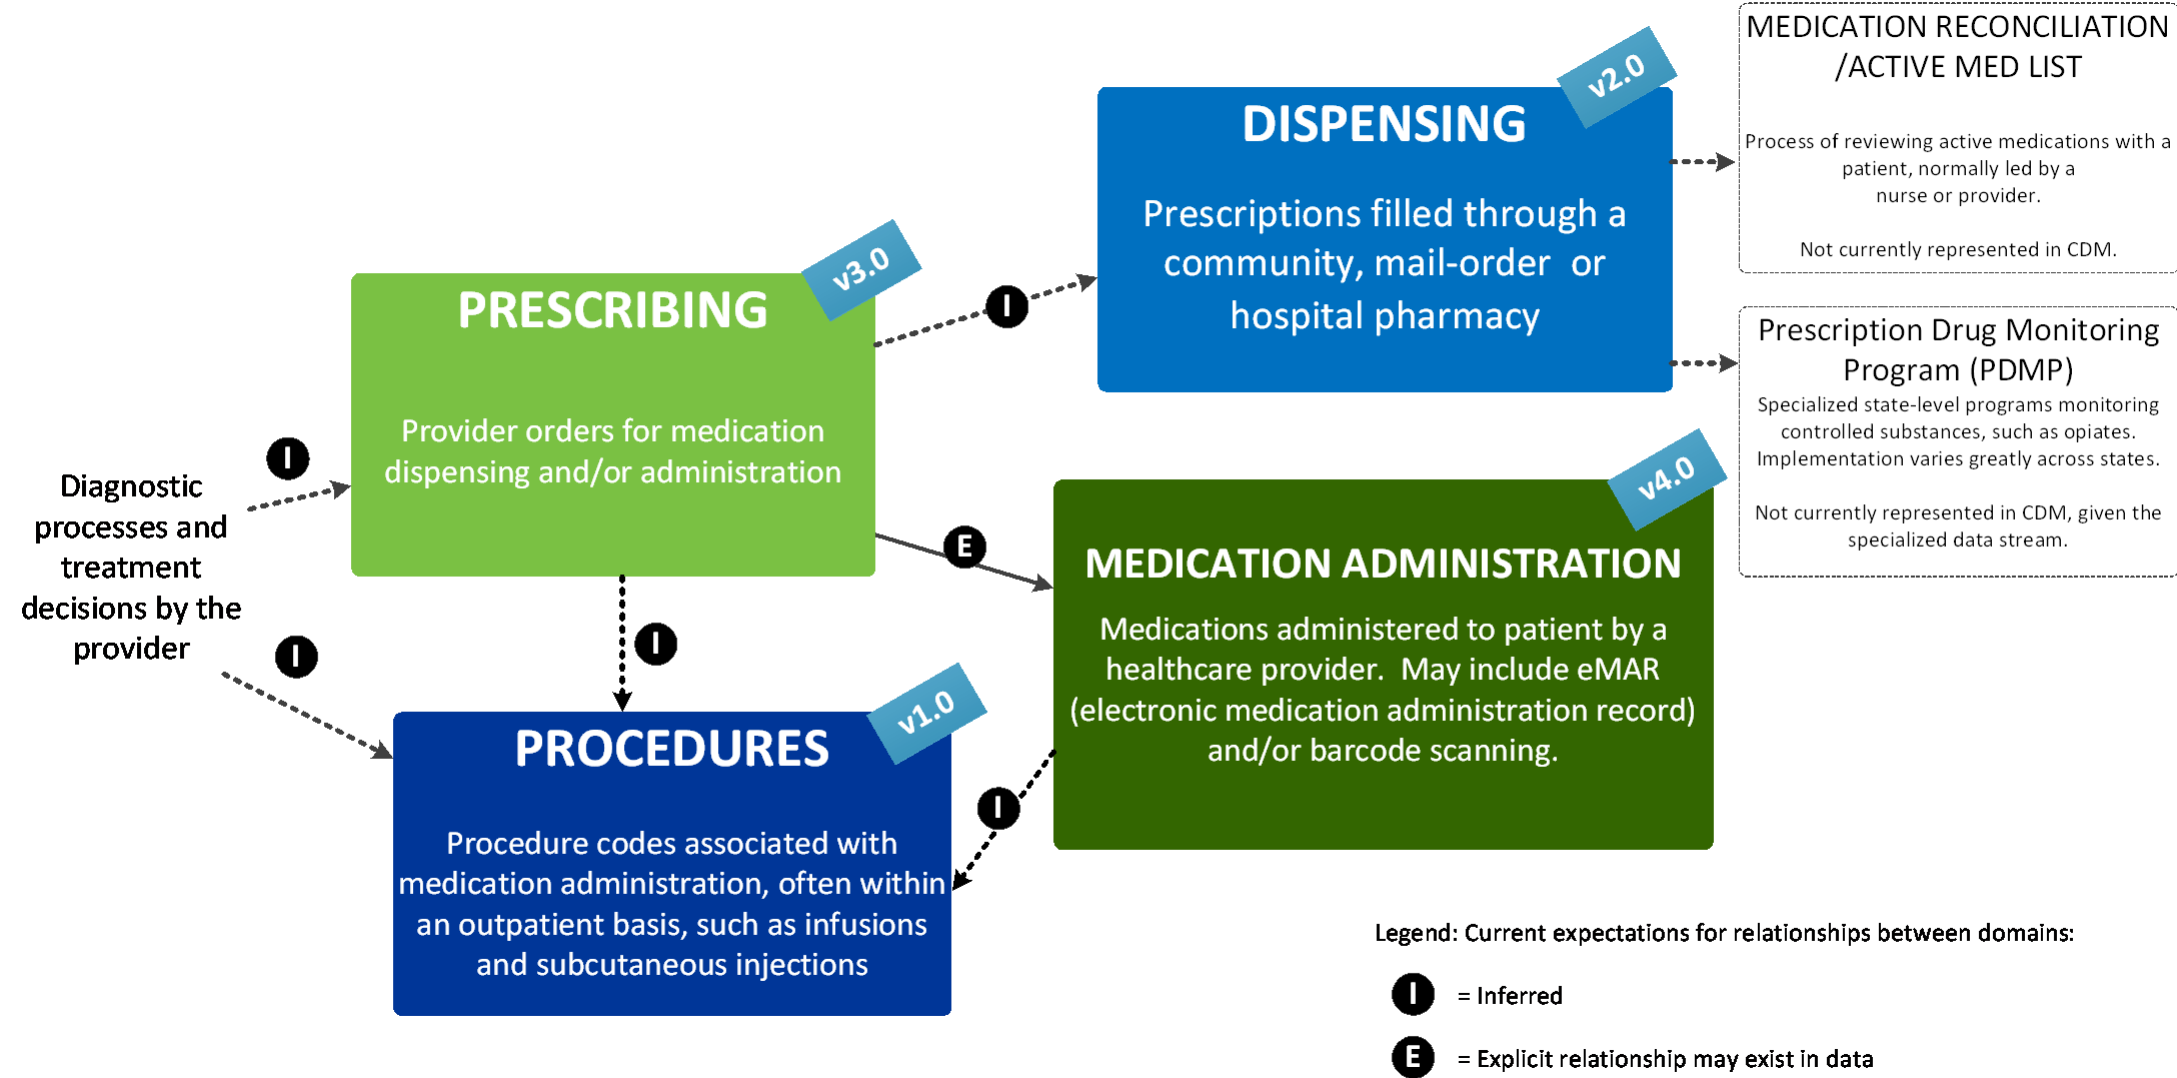 Diagnostic
processes and
treatment
decisions by the
provider
I
I
PRESCRIBING
v3.0
Provider orders for medication
dispensing and/or administration
I
E
I
PROCEDURES
v1.0
Procedure codes associated with
medication administration, often within
an outpatient basis, such as infusions
and subcutaneous injections
DISPENSING
v2.0
Prescriptions filled through a
community, mail-order or
hospital pharmacy
MEDICATION ADMINISTRATION
v4.0
Medications administered to patient by a
healthcare provider. May include eMAR
(electronic medication administration record)
and/or barcode scanning.
I
MEDICATION RECONCILIATION
/ACTIVE MED LIST
Process of reviewing active medications with a
patient, normally led by a
nurse or provider.
Not currently represented in CDM.
Prescription Drug Monitoring
Program (PDMP)
Specialized state-level programs monitoring
controlled substances, such as opiates.
Implementation varies greatly across states.
Not currently represented in CDM, given the
specialized data stream.
Legend: Current expectations for relationships between domains:
I = Inferred
E = Explicit relationship may exist in data